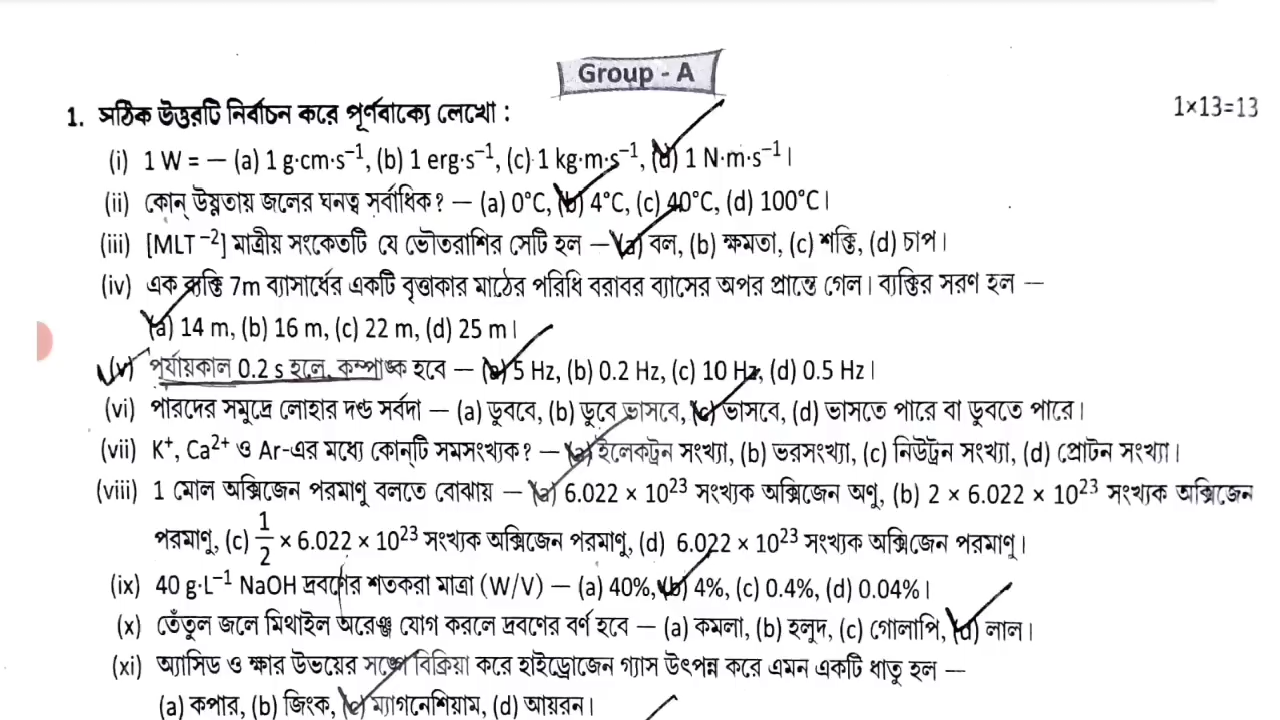 Group - A
1. সঠিক উত্তরটি নির্বাচন করে পূর্ণবাক্যে লেখো : 1×13=13
(i) 1 W = — (a) 1 g·cm·s⁻¹, (b) 1 erg·s⁻¹, (c) 1 kg·m·s⁻¹, (d) 1 N·m·s⁻¹।
(ii) কোন্ উষ্ণতায় জলের ঘনত্ব সর্বাধিক? — (a) 0°C, (b) 4°C, (c) 40°C, (d) 100°C।
(iii) [MLT⁻²] মাত্রীয় সংকেতটি যে ভৌতরাশির সেটি হল — (a) বল, (b) ক্ষমতা, (c) শক্তি, (d) চাপ।
(iv) এক ব্যক্তি 7m ব্যাসার্ধের একটি বৃত্তাকার মাঠের পরিধি বরাবর ব্যাসের অপর প্রান্তে গেল। ব্যক্তির সরণ হল —
(a) 14 m, (b) 16 m, (c) 22 m, (d) 25 m।
(v) পর্যায়কাল 0.2 s হলে, কম্পাঙ্ক হবে — (a) 5 Hz, (b) 0.2 Hz, (c) 10 Hz, (d) 0.5 Hz।
(vi) পারদের সমুদ্রে লোহার দণ্ড সর্বদা — (a) ডুববে, (b) ডুবে ভাসবে, (c) ভাসবে, (d) ভাসতে পারে বা ডুবতে পারে।
(vii) K⁺, Ca²⁺ ও Ar-এর মধ্যে কোন্‌টি সমসংখ্যক? — (a) ইলেকট্রন সংখ্যা, (b) ভরসংখ্যা, (c) নিউট্রন সংখ্যা, (d) প্রোটন সংখ্যা।
(viii) 1 মোল অক্সিজেন পরমাণু বলতে বোঝায় — (a) 6.022 × 10²³ সংখ্যক অক্সিজেন অণু, (b) 2 × 6.022 × 10²³ সংখ্যক অক্সিজেন
পরমাণু, (c) 1/2 × 6.022 × 10²³ সংখ্যক অক্সিজেন পরমাণু, (d) 6.022 × 10²³ সংখ্যক অক্সিজেন পরমাণু।
(ix) 40 g·L⁻¹ NaOH দ্রবণের শতকরা মাত্রা (W/V) — (a) 40%, (b) 4%, (c) 0.4%, (d) 0.04%।
(x) তেঁতুল জলে মিথাইল অরেঞ্জ যোগ করলে দ্রবণের বর্ণ হবে — (a) কমলা, (b) হলুদ, (c) গোলাপি, (d) লাল।
(xi) অ্যাসিড ও ক্ষার উভয়ের সঙ্গে বিক্রিয়া করে হাইড্রোজেন গ্যাস উৎপন্ন করে এমন একটি ধাতু হল —
(a) কপার, (b) জিংক, (c) ম্যাগনেশিয়াম, (d) আয়রন।